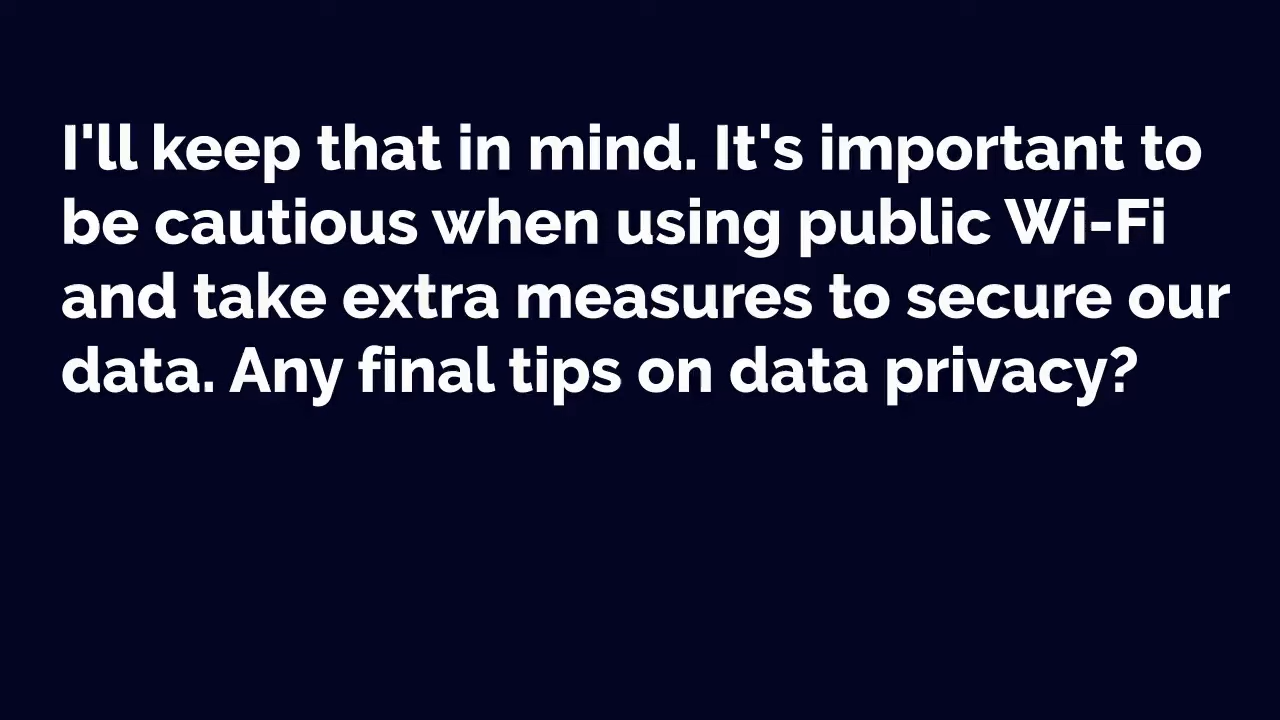 I'll keep that in mind. It's important to
be cautious when using public Wi-Fi
and take extra measures to secure our
data. Any final tips on data privacy?